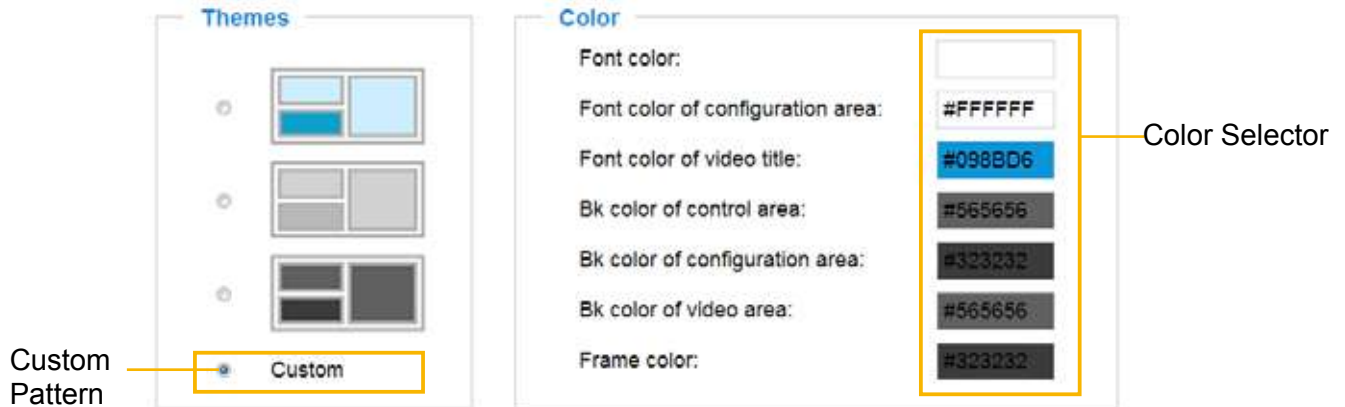 Themes
Custom
Custom
Pattern
Color
Font color:
Font color of configuration area: #FFFFFF
Font color of video title: #098BD6
Bk color of control area: #565656
Bk color of configuration area: #323232
Bk color of video area: #565656
Frame color: #323232
Color Selector